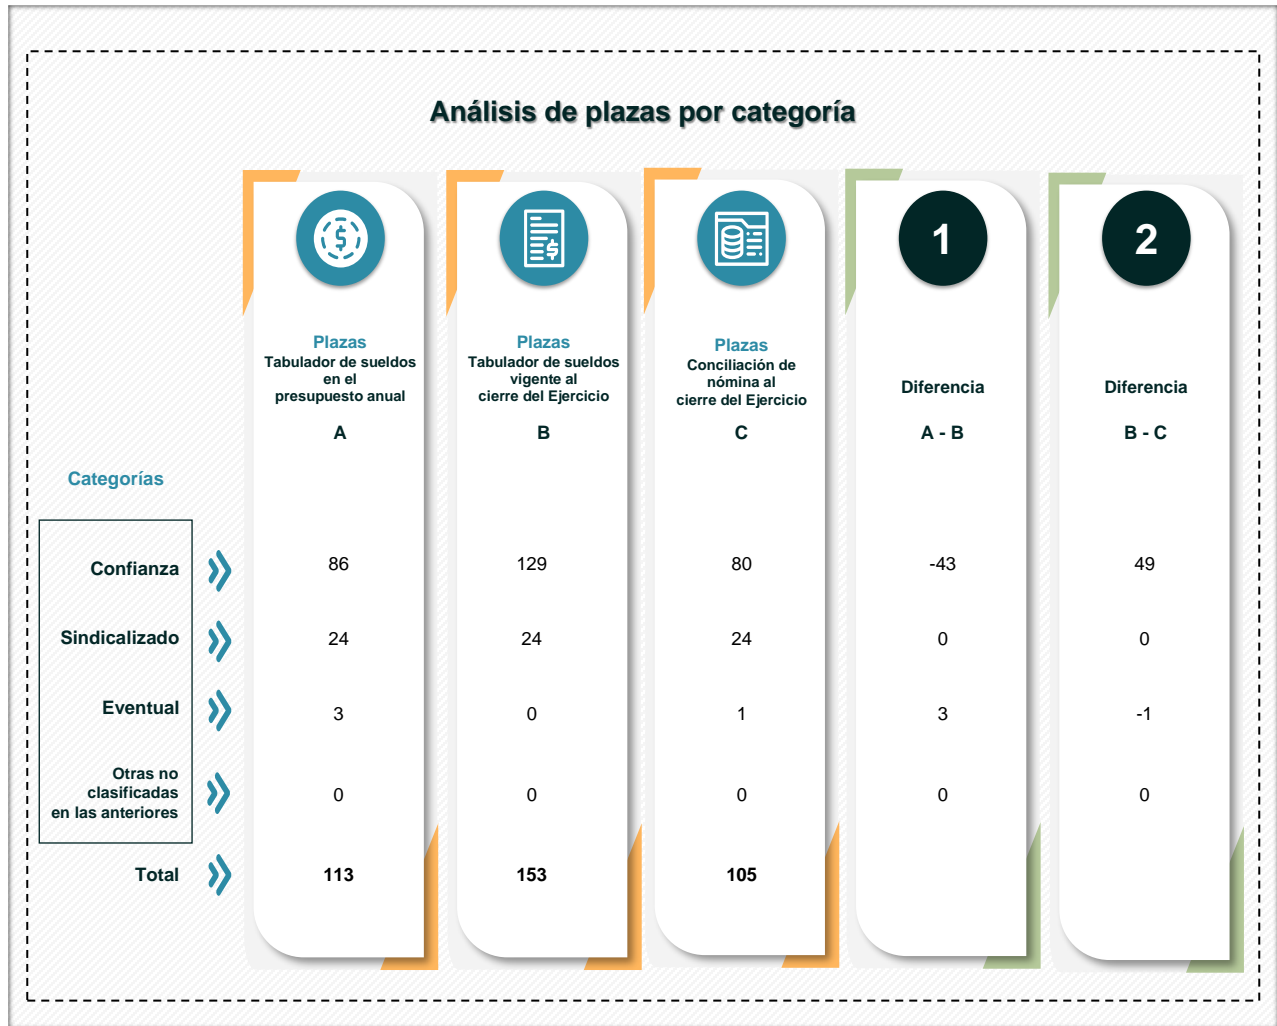 Análisis de plazas por categoría
Plazas
Tabulador de sueldos
en el
presupuesto anual
A
Plazas
Tabulador de sueldos
vigente al
cierre del Ejercicio
B
Plazas
Conciliación de
nómina al
cierre del Ejercicio
C
1
Diferencia
A - B
2
Diferencia
B - C
Categorías
Confianza 86 129 80 -43 49
Sindicalizado 24 24 24 0 0
Eventual 3 0 1 3 -1
Otras no
clasificadas
en las anteriores 0 0 0 0 0
Total 113 153 105